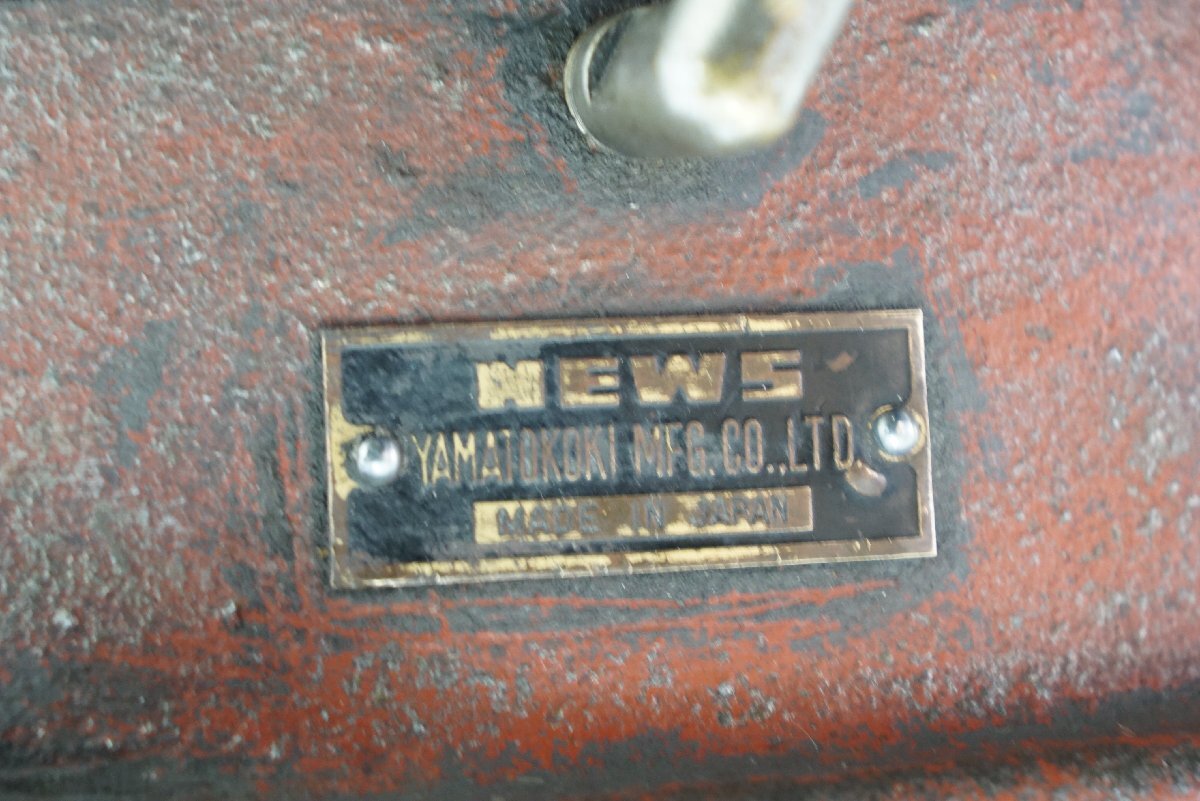 NEWS
YAMATOKOKI MFG. CO., LTD.
MADE IN JAPAN